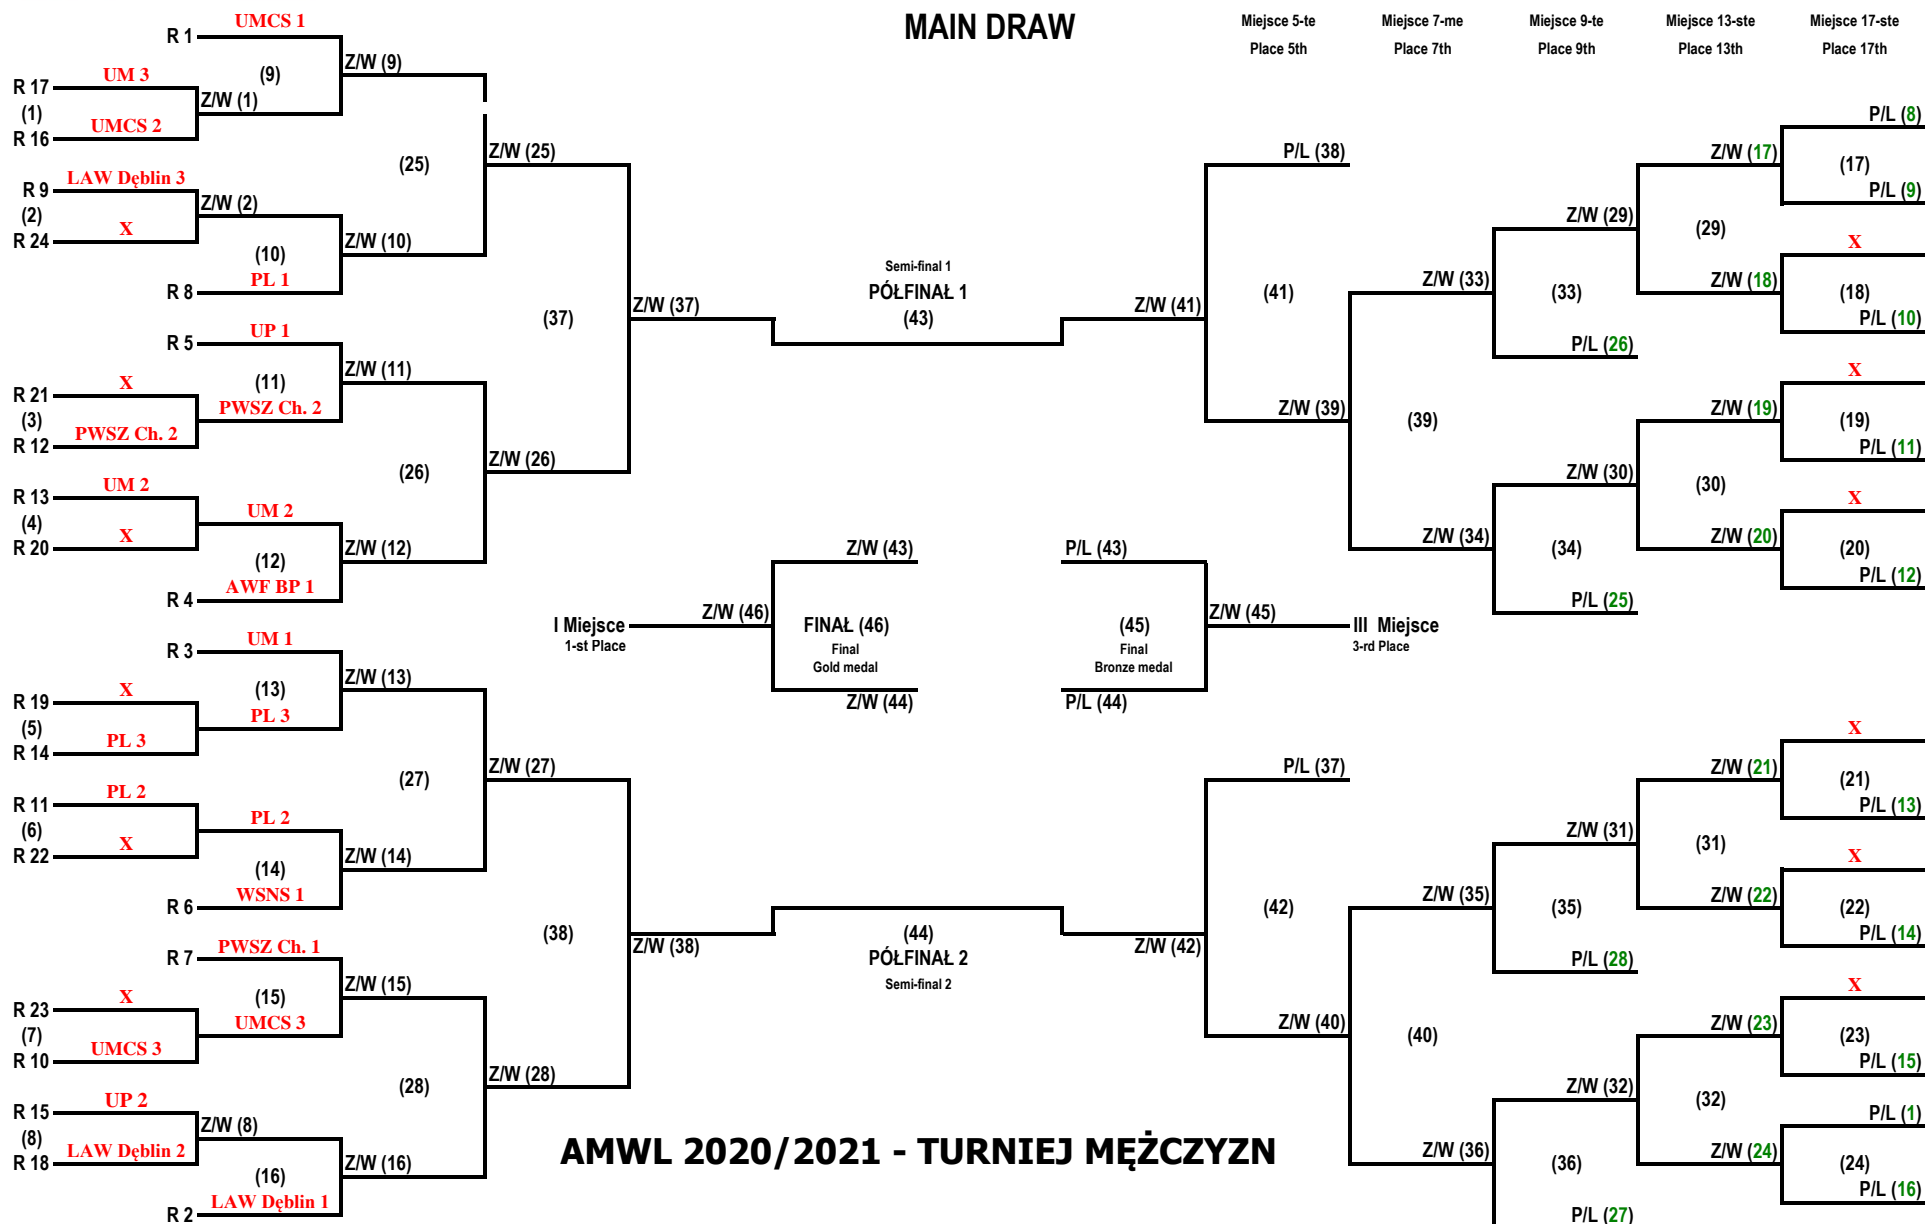 MAIN DRAW
Miejsce 5-te
Place 5th
Miejsce 7-me
Place 7th
Miejsce 9-te
Place 9th
Miejsce 13-ste
Place 13th
Miejsce 17-ste
Place 17th
UMCS 1
R 1
(9)
Z/W (9)
UM 3
R 17
(1)
Z/W (1)
UMCS 2
R 16
(25)
Z/W (25)
LAW Dęblin 3
R 9
(2)
Z/W (2)
X
R 24
(10)
Z/W (10)
PL 1
R 8
(37)
Z/W (37)
UP 1
R 5
(11)
Z/W (11)
X
R 21
(3)
PWSZ Ch. 2
PWSZ Ch. 2
R 12
(26)
Z/W (26)
UM 2
R 13
(4)
UM 2
X
R 20
(12)
Z/W (12)
AWF BP 1
R 4
UM 1
R 3
(13)
Z/W (13)
X
R 19
(5)
PL 3
PL 3
R 14
(27)
Z/W (27)
PL 2
R 11
(6)
PL 2
X
R 22
(14)
Z/W (14)
WSNS 1
R 6
(38)
Z/W (38)
PWSZ Ch. 1
R 7
(15)
Z/W (15)
X
R 23
(7)
UMCS 3
UMCS 3
R 10
(28)
Z/W (28)
UP 2
R 15
(8)
Z/W (8)
LAW Dęblin 2
R 18
(16)
Z/W (16)
LAW Dęblin 1
R 2
Semi-final 1
PÓŁFINAŁ 1
(43)
Z/W (43)
Z/W (46)
I Miejsce
1-st Place
FINAŁ (46)
Final
Gold medal
Z/W (44)
P/L (43)
(45)
Final
Bronze medal
Z/W (45)
III Miejsce
3-rd Place
P/L (44)
(44)
PÓŁFINAŁ 2
Semi-final 2
AMWL 2020/2021 - TURNIEJ MĘŻCZYZN
P/L (38)
(41)
Z/W (41)
Z/W (39)
Z/W (33)
(39)
Z/W (34)
Z/W (29)
(33)
P/L (26)
Z/W (30)
(34)
P/L (25)
Z/W (17)
(29)
Z/W (18)
Z/W (19)
(30)
Z/W (20)
P/L (8)
(17)
P/L (9)
X
(18)
P/L (10)
X
(19)
P/L (11)
X
(20)
P/L (12)
P/L (37)
(42)
Z/W (42)
Z/W (40)
Z/W (35)
(40)
Z/W (36)
Z/W (31)
(35)
P/L (28)
Z/W (32)
(36)
P/L (27)
Z/W (21)
(31)
Z/W (22)
Z/W (23)
(32)
Z/W (24)
X
(21)
P/L (13)
X
(22)
P/L (14)
X
(23)
P/L (15)
P/L (1)
(24)
P/L (16)